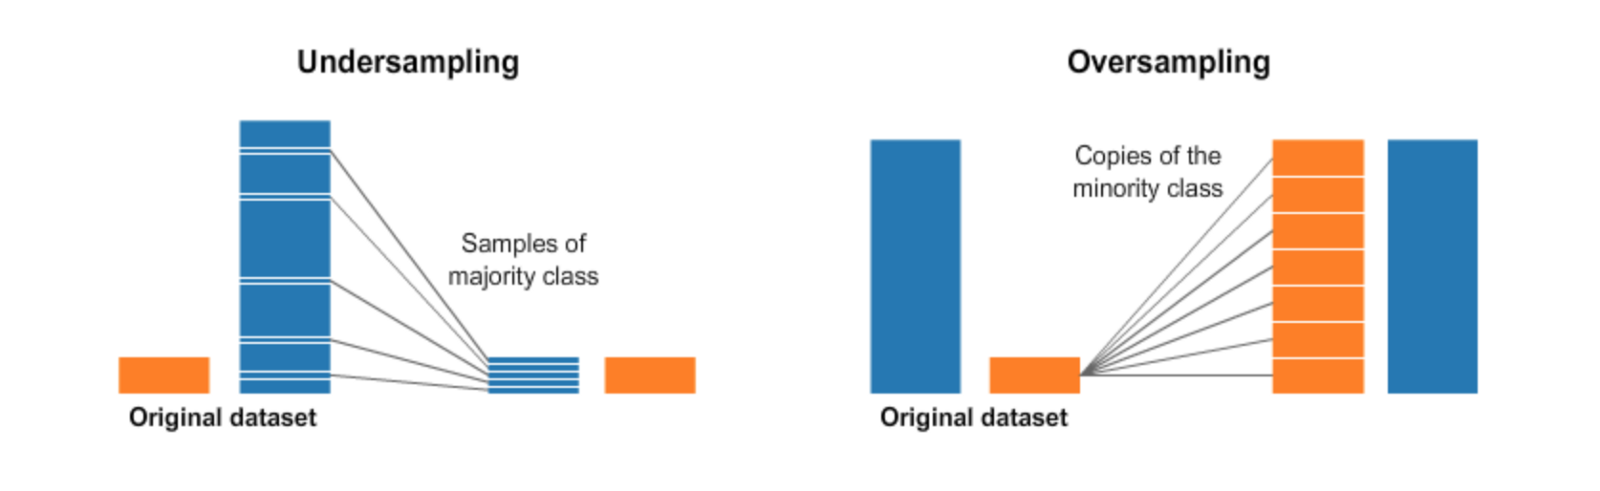 Undersampling
Samples of
majority class
Original dataset
Oversampling
Copies of the
minority class
Original dataset